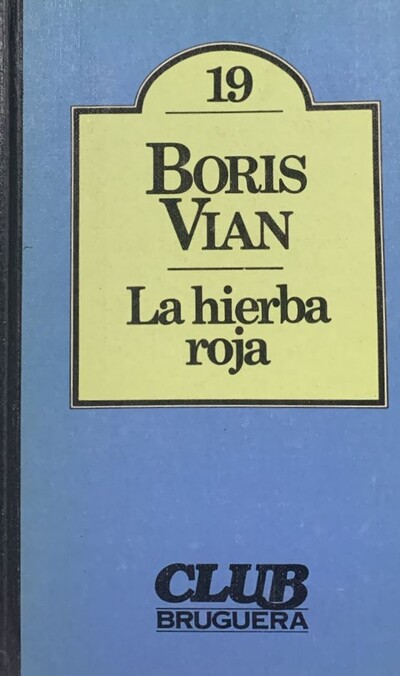 19
BORIS
VIAN
La hierba
roja
CLUB
BRUGUERA